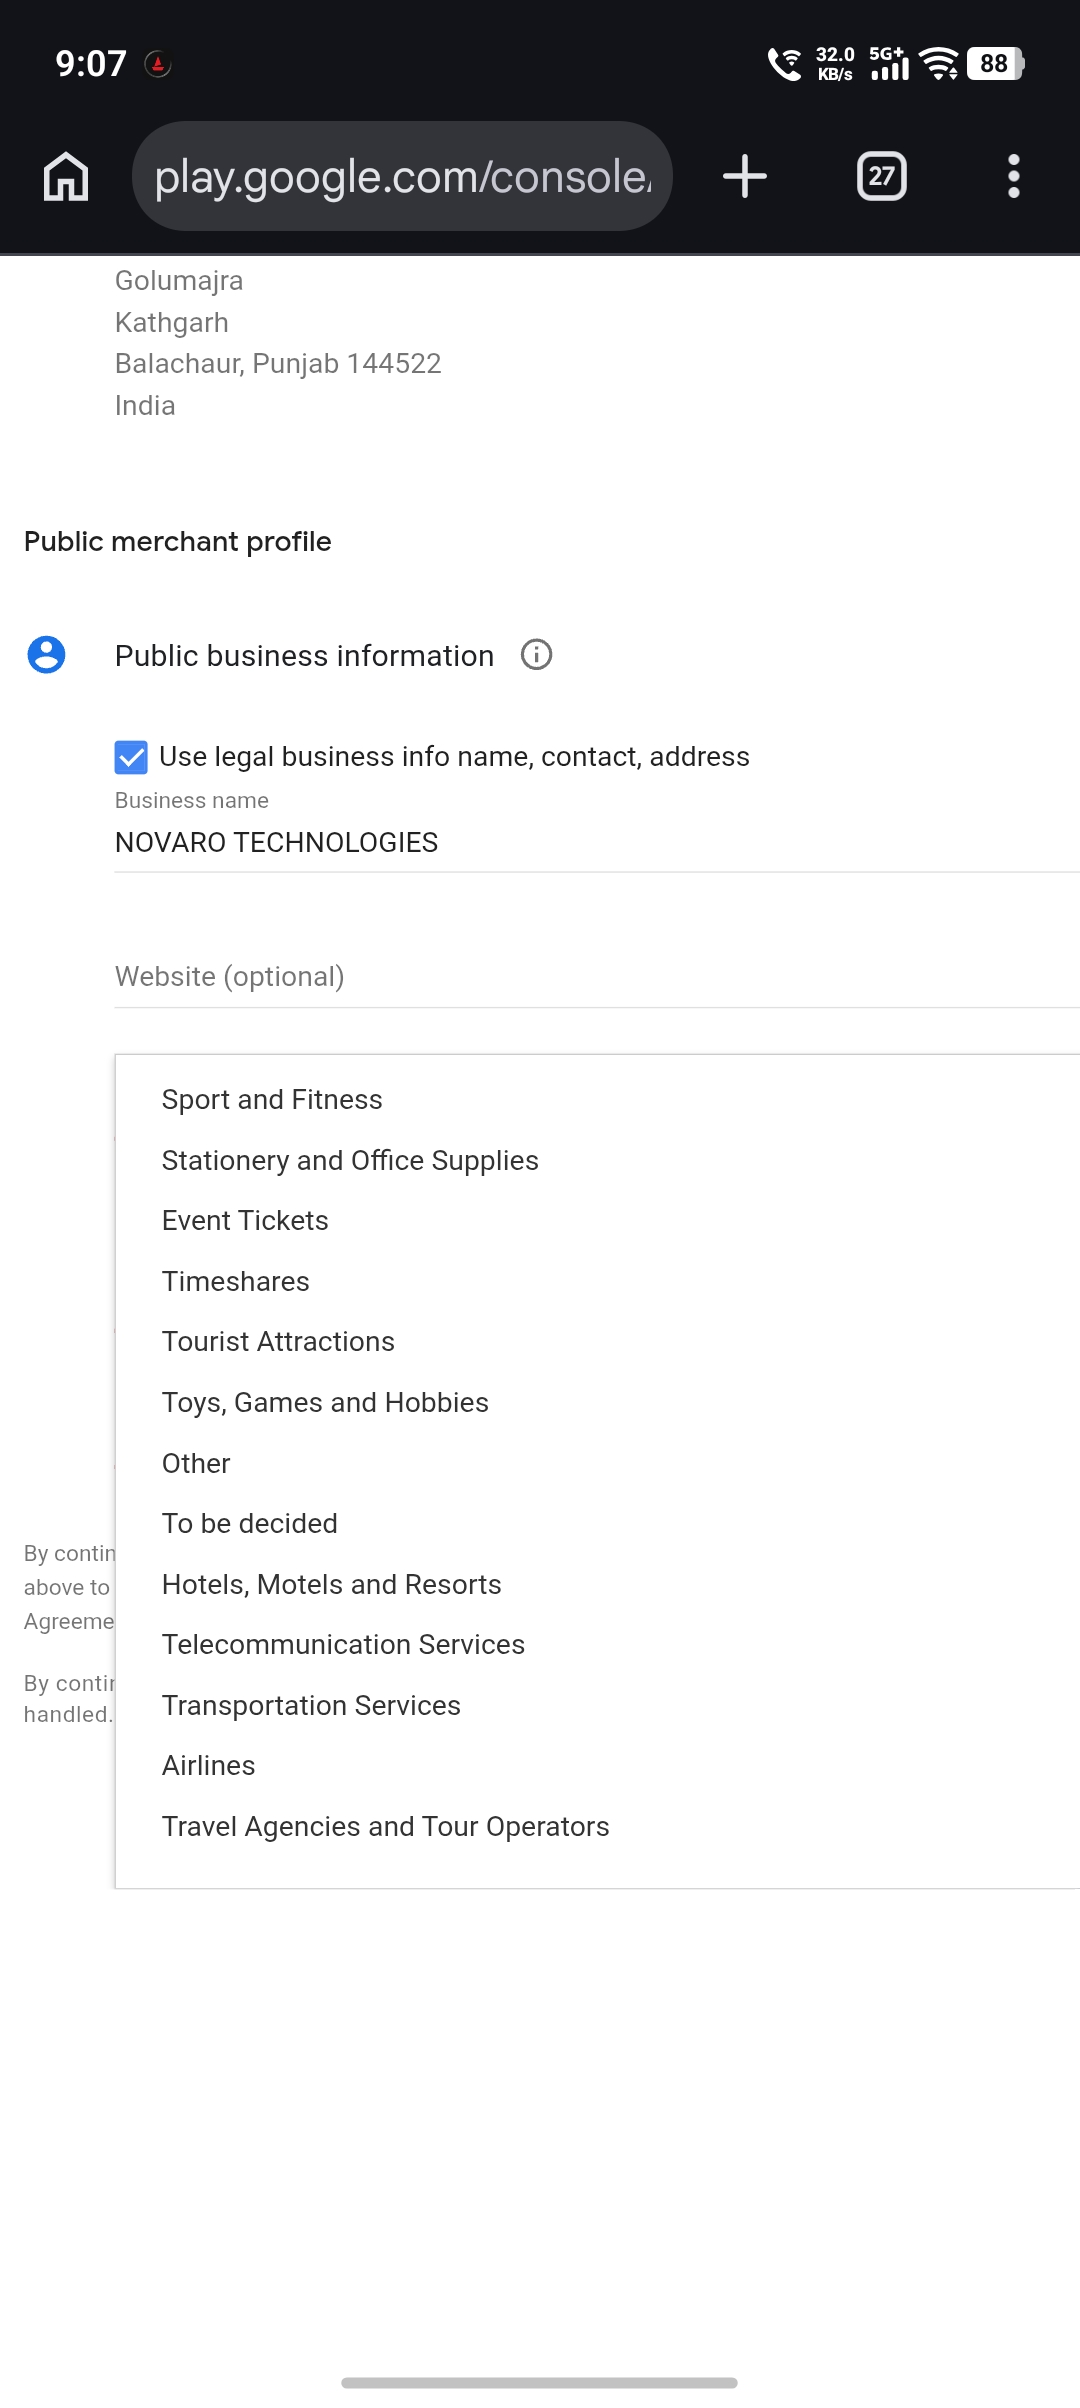 9:07
32.0
KB/s
5G+
88
play.google.com/console/
27
Golumajra
Kathgarh
Balachaur, Punjab 144522
India
Public merchant profile
Public business information
Use legal business info name, contact, address
Business name
NOVARO TECHNOLOGIES
Website (optional)
Sport and Fitness
Stationery and Office Supplies
Event Tickets
Timeshares
Tourist Attractions
Toys, Games and Hobbies
Other
To be decided
Hotels, Motels and Resorts
Telecommunication Services
Transportation Services
Airlines
Travel Agencies and Tour Operators
By contin
above to
Agreeme
By contin
handled.